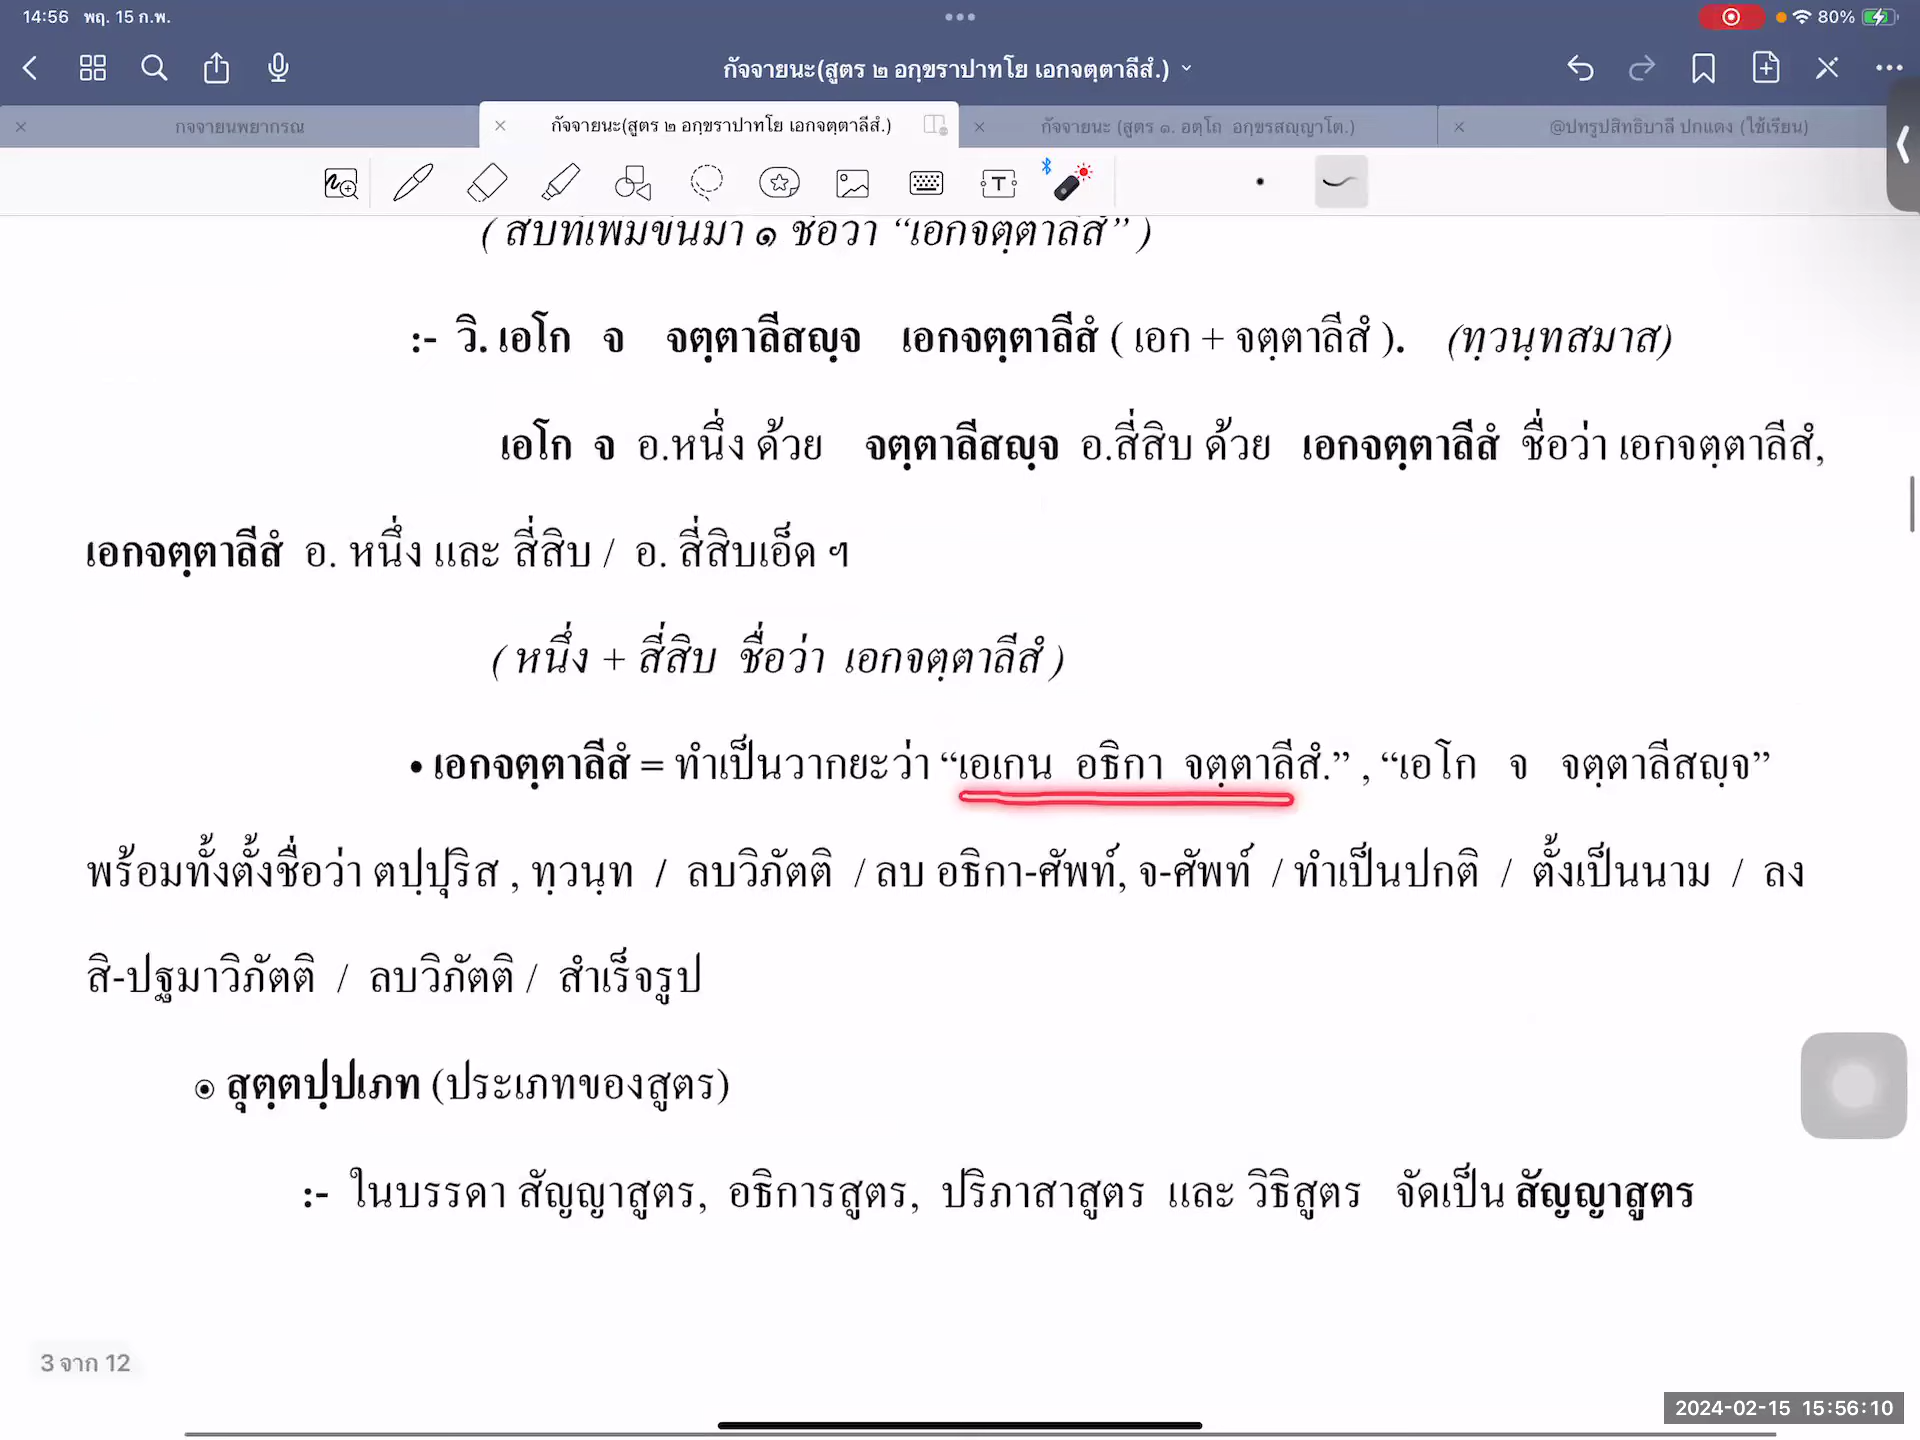 14:56 พฤ. 15 ก.พ.
80%
กัจจายนะ(สูตร ๒ อกฺขราปาทโย เอกจตฺตาลีสํ.)
กจจายนพยากรณ
กัจจายนะ(สูตร ๒ อกฺขราปาทโย เอกจตฺตาลีสํ.)
กัจจายนะ (สูตร ๑. อตฺโถ อกฺขรสญฺญาโต.)
@ปทรูปสิทธิบาลี ปกแดง (ใช้เรียน)
( สี่สิบที่เพิ่มขึ้นมา ๑ ชื่อว่า “เอกจตฺตาลีสํ” )
:- วิ. เอโก จ จตฺตาลีสญฺจ เอกจตฺตาลีสํ ( เอก + จตฺตาลีสํ ). (ทฺวนฺทสมาส)
เอโก จ อ.หนึ่ง ด้วย จตฺตาลีสญฺจ อ.สี่สิบ ด้วย เอกจตฺตาลีสํ ชื่อว่า เอกจตฺตาลีสํ,
เอกจตฺตาลีสํ อ. หนึ่ง และ สี่สิบ / อ. สี่สิบเอ็ด ฯ
( หนึ่ง + สี่สิบ ชื่อว่า เอกจตฺตาลีสํ )
• เอกจตฺตาลีสํ = ทำเป็นวากยะว่า “เอเกน อธิกา จตฺตาลีสํ.” , “เอโก จ จตฺตาลีสญฺจ”
พร้อมทั้งตั้งชื่อว่า ตปฺปุริส , ทฺวนฺท / ลบวิภัตติ / ลบ อธิกา-ศัพท์, จ-ศัพท์ / ทำเป็นปกติ / ตั้งเป็นนาม / ลง
สิ-ปฐมาวิภัตติ / ลบวิภัตติ / สำเร็จรูป
สุตฺตปฺปเภท (ประเภทของสูตร)
:- ในบรรดา สัญญาสูตร, อธิการสูตร, ปริภาสาสูตร และ วิธิสูตร จัดเป็น สัญญาสูตร
3 จาก 12
2024-02-15 15:56:10